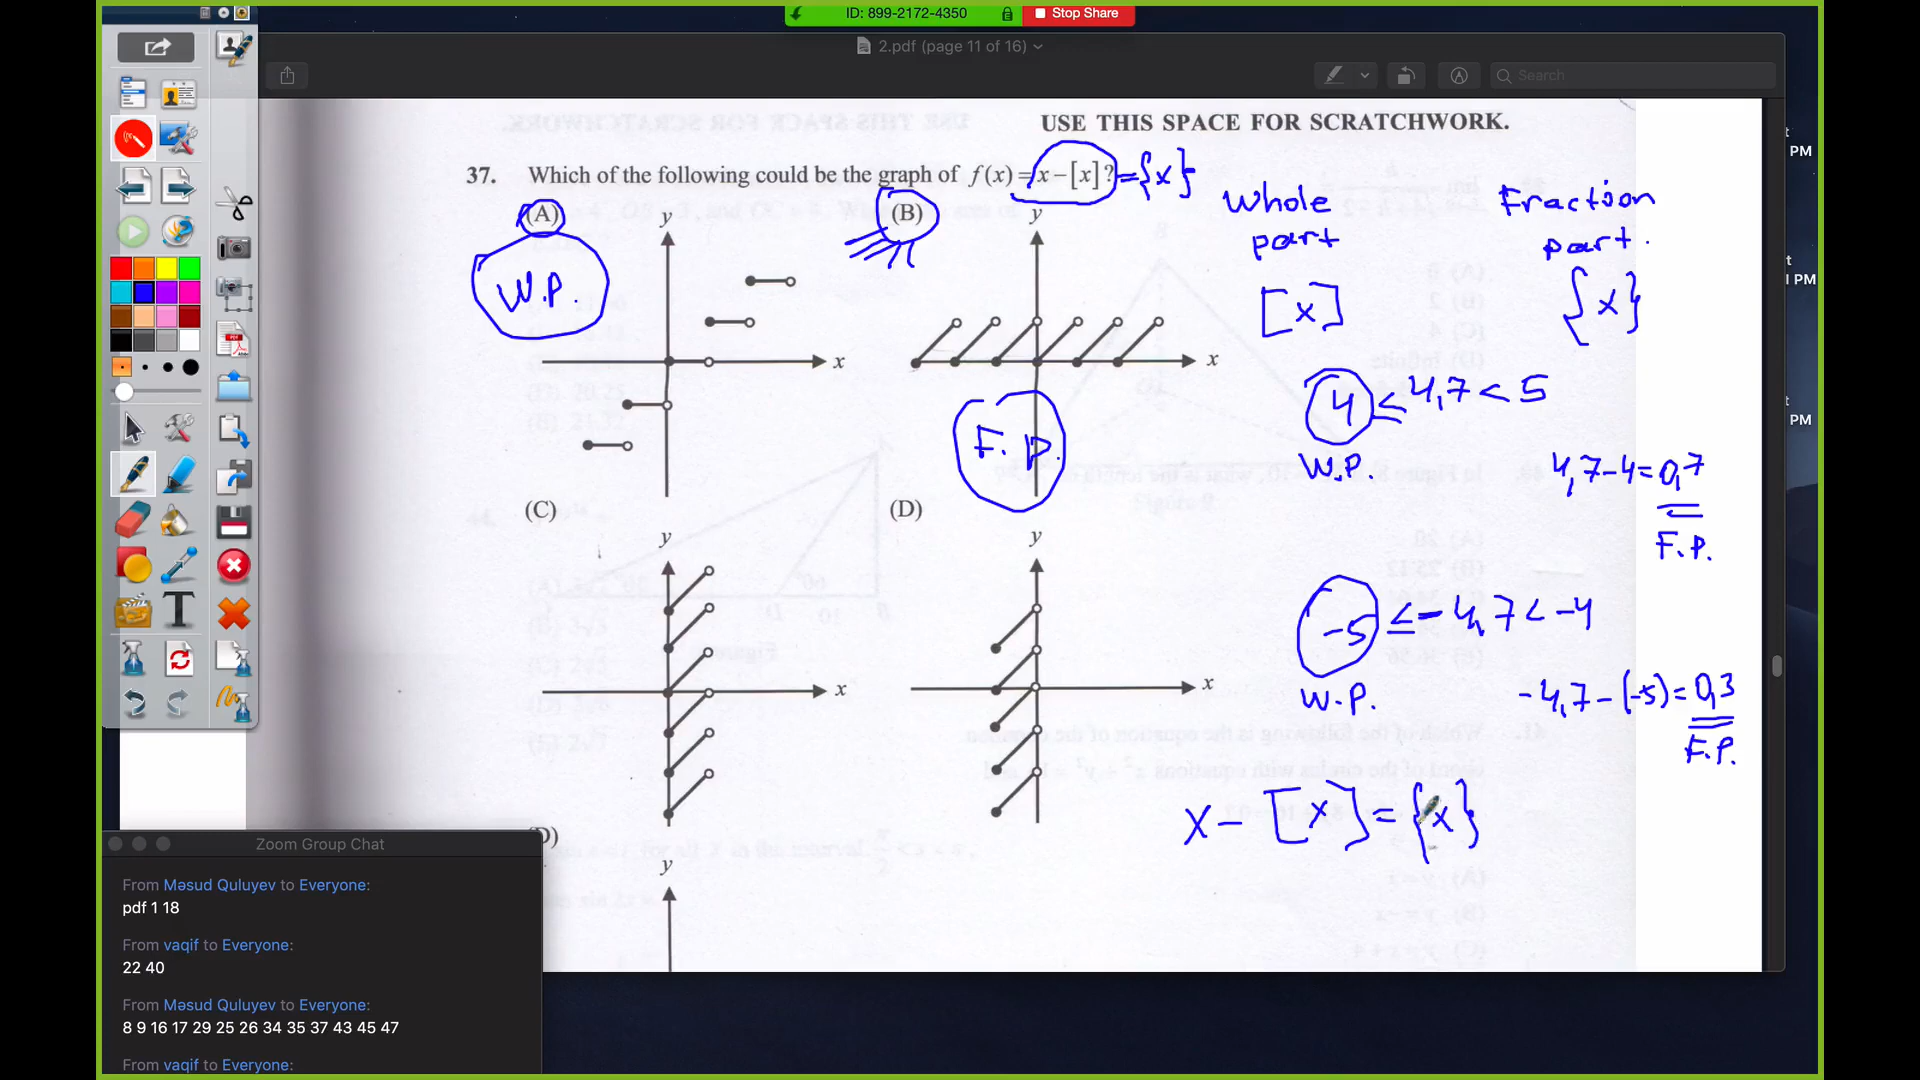 ID: 899-2172-4350
Stop Share
2.pdf (page 11 of 16)
Search
USE THIS SPACE FOR SCRATCHWORK.
37. Which of the following could be the graph of f(x) = x − [x]?
= {x}
Whole part
Fraction part.
(A)
W.P.
y
x
(B)
F.P.
y
x
[x]
{x}
4 ≤ 4,7 < 5
W.P.
4,7 − 4 = 0,7
F.P.
(C)
y
x
(D)
y
x
-5 ≤ -4,7 < -4
W.P.
-4,7 − (-5) = 0,3
F.P.
x − [x] = {x}
y
PM
1 PM
PM
Zoom Group Chat
From Məsud Quluyev to Everyone:
pdf 1 18
From vaqif to Everyone:
22 40
From Məsud Quluyev to Everyone:
8 9 16 17 29 25 26 34 35 37 43 45 47
From vaqif to Everyone: